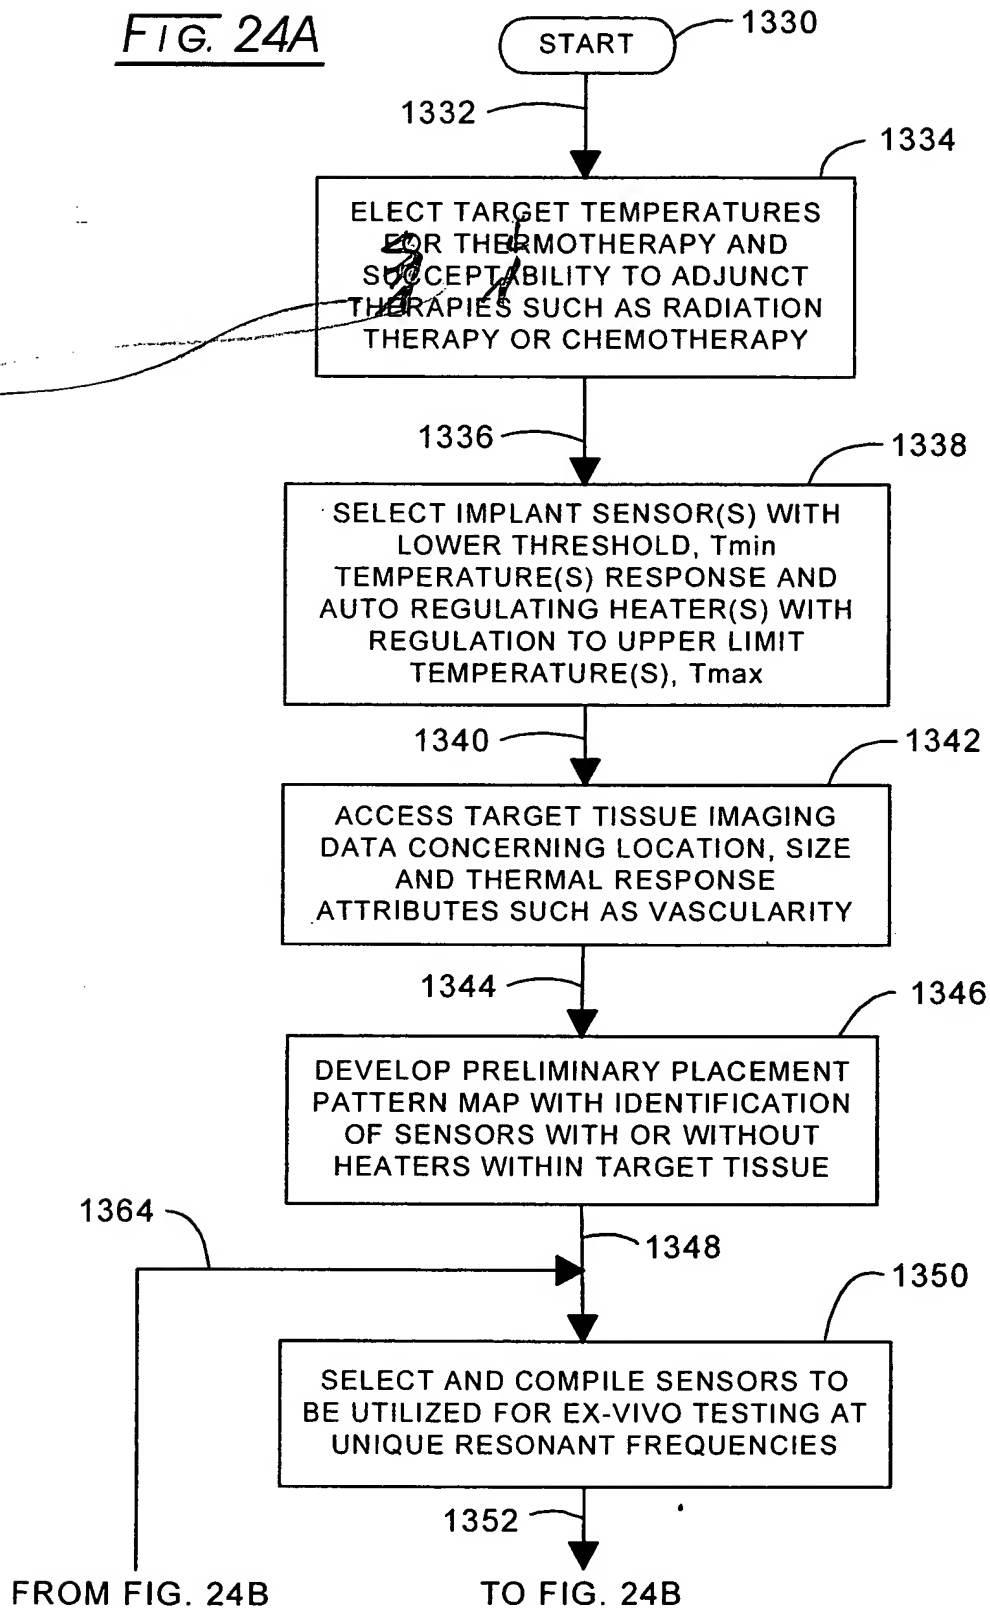 FIG. 24A
START
1330
1332
1334
ELECT TARGET TEMPERATURES
FOR THERMOTHERAPY AND
SUCCEPTABILITY TO ADJUNCT
THERAPIES SUCH AS RADIATION
THERAPY OR CHEMOTHERAPY
1336
1338
SELECT IMPLANT SENSOR(S) WITH
LOWER THRESHOLD, Tmin
TEMPERATURE(S) RESPONSE AND
AUTO REGULATING HEATER(S) WITH
REGULATION TO UPPER LIMIT
TEMPERATURE(S), Tmax
1340
1342
ACCESS TARGET TISSUE IMAGING
DATA CONCERNING LOCATION, SIZE
AND THERMAL RESPONSE
ATTRIBUTES SUCH AS VASCULARITY
1344
1346
DEVELOP PRELIMINARY PLACEMENT
PATTERN MAP WITH IDENTIFICATION
OF SENSORS WITH OR WITHOUT
HEATERS WITHIN TARGET TISSUE
1364
1348
1350
SELECT AND COMPILE SENSORS TO
BE UTILIZED FOR EX-VIVO TESTING AT
UNIQUE RESONANT FREQUENCIES
1352
FROM FIG. 24B
TO FIG. 24B